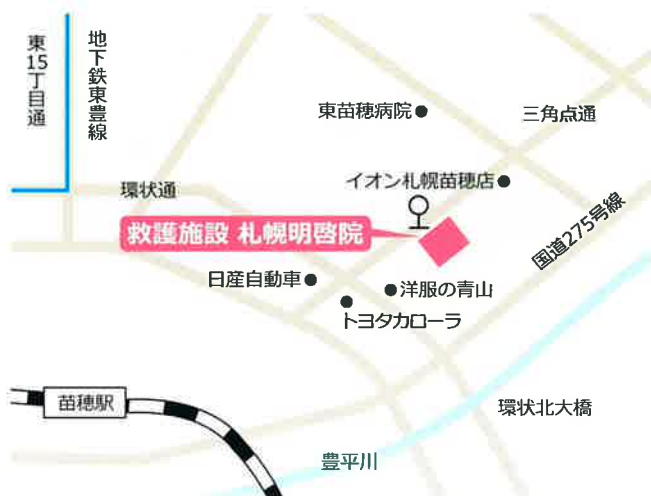 東15丁目通
地下鉄東豊線
東苗穂病院
三角点通
イオン札幌苗穂店
環状通
救護施設 札幌明啓院
国道275号線
日産自動車
洋服の青山
トヨタカローラ
苗穂駅
環状北大橋
豊平川